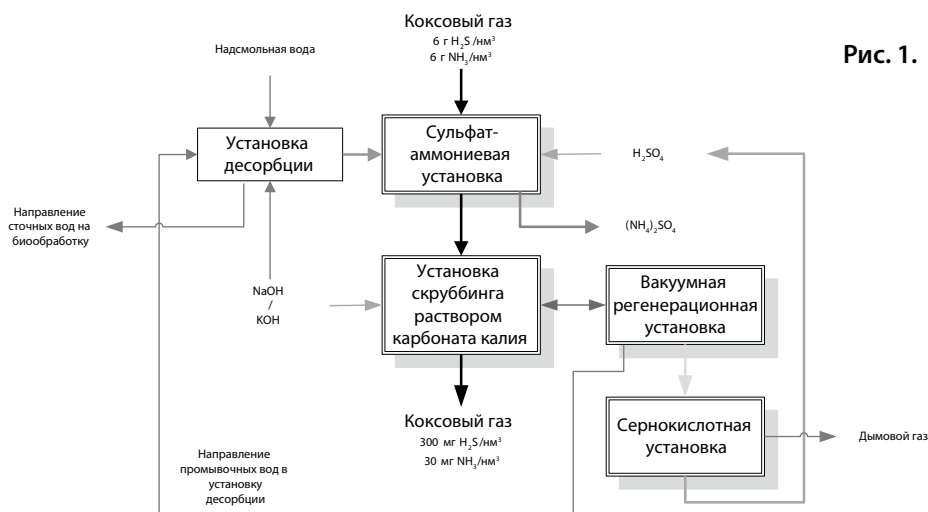 Коксовый газ
6 г H₂S /нм³
6 г NH₃/нм³
Рис. 1.
Надсмольная вода
Установка
десорбции
Сульфат-
аммониевая
установка
H₂SO₄
Направление
сточных вод на
биообработку
(NH₄)₂SO₄
NaOH
/
KOH
Установка
скруббинга
раствором
карбоната калия
Вакуумная
регенерационная
установка
Коксовый газ
300 мг H₂S/нм³
30 мг NH₃/нм³
Сернокислотная
установка
Дымовой газ
Направление
промывочных вод в
установку
десорбции